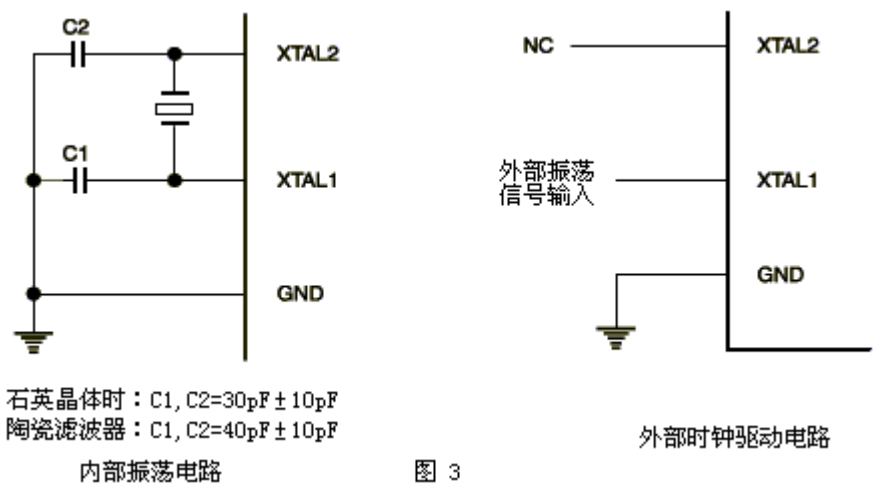 C2
XTAL2
C1
XTAL1
GND
石英晶体时：C1,C2=30pF±10pF
陶瓷滤波器：C1,C2=40pF±10pF
内部振荡电路
NC
XTAL2
外部振荡
信号输入
XTAL1
GND
外部时钟驱动电路
图 3